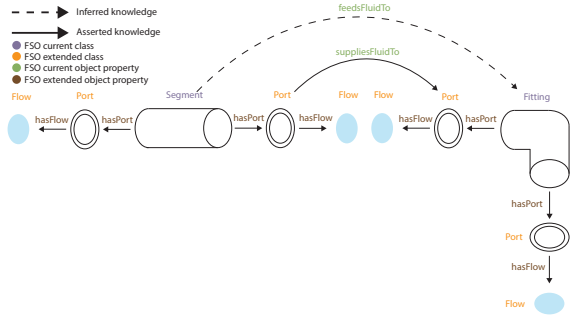 Inferred knowledge
Asserted knowledge
FSO current class
FSO extended class
FSO current object property
FSO extended object property
feedsFluidTo
suppliesFluidTo
Flow Port Segment Port Flow Flow Port Fitting
hasFlow hasPort hasPort hasFlow hasFlow hasPort
hasPort
Port
hasFlow
Flow